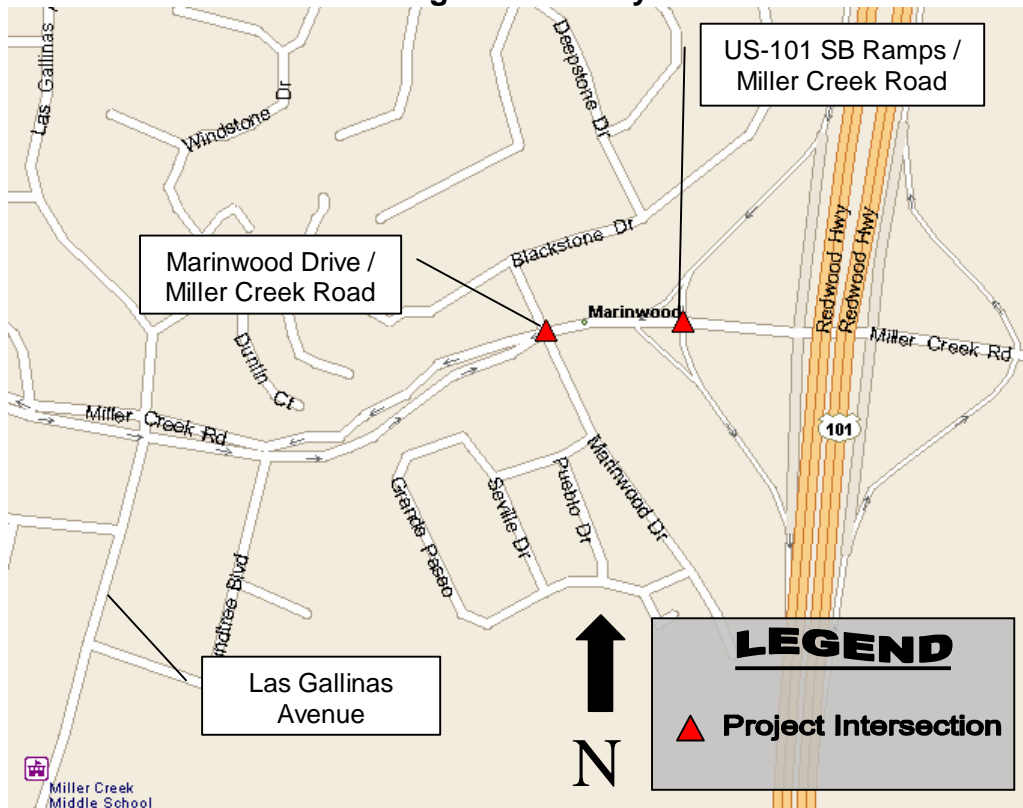 US-101 SB Ramps /
Miller Creek Road
Las Gallinas
Deepstone Dr
Windstone Dr
Redwood Hwy
Redwood Hwy
Blackstone Dr
Marinwood Drive /
Miller Creek Road
Marinwood
Miller Creek Rd
Dunlin Ct
Miller Creek Rd
101
Marinwood Dr
Pueblo Dr
Seville Dr
Grande Paseo
Blvd
Las Gallinas
Avenue
LEGEND
Project Intersection
N
Miller Creek
Middle School